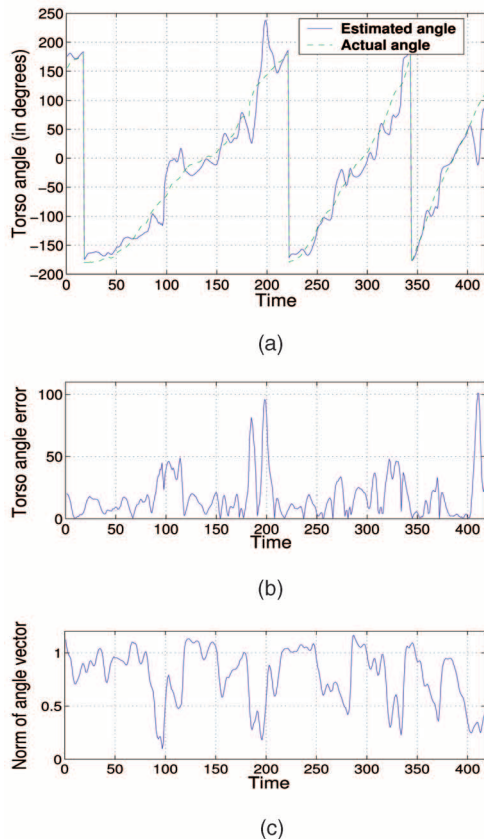 Torso angle (in degrees)
250
200
150
100
50
0
−50
−100
−150
−200
Estimated angle
Actual angle
0 50 100 150 200 250 300 350 400
Time
(a)
Torso angle error
100
50
0
0 50 100 150 200 250 300 350 400
Time
(b)
Norm of angle vector
1
0.5
0
0 50 100 150 200 250 300 350 400
Time
(c)